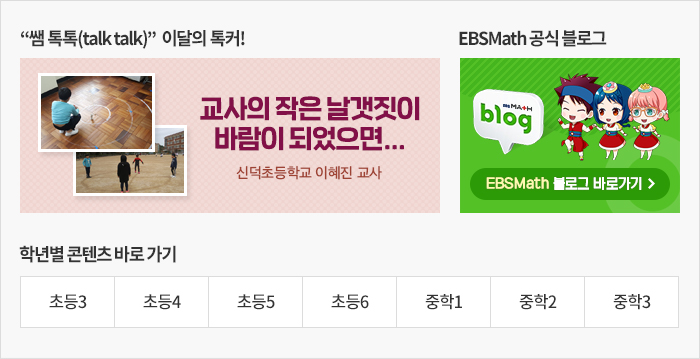 “쌤 톡톡(talk talk)” 이달의 톡커!
교사의 작은 날갯짓이
바람이 되었으면...
신덕초등학교 이혜진 교사
EBSMath 공식 블로그
EBS MATH
blog
EBSMath 블로그 바로가기 >
학년별 콘텐츠 바로 가기
초등3
초등4
초등5
초등6
중학1
중학2
중학3